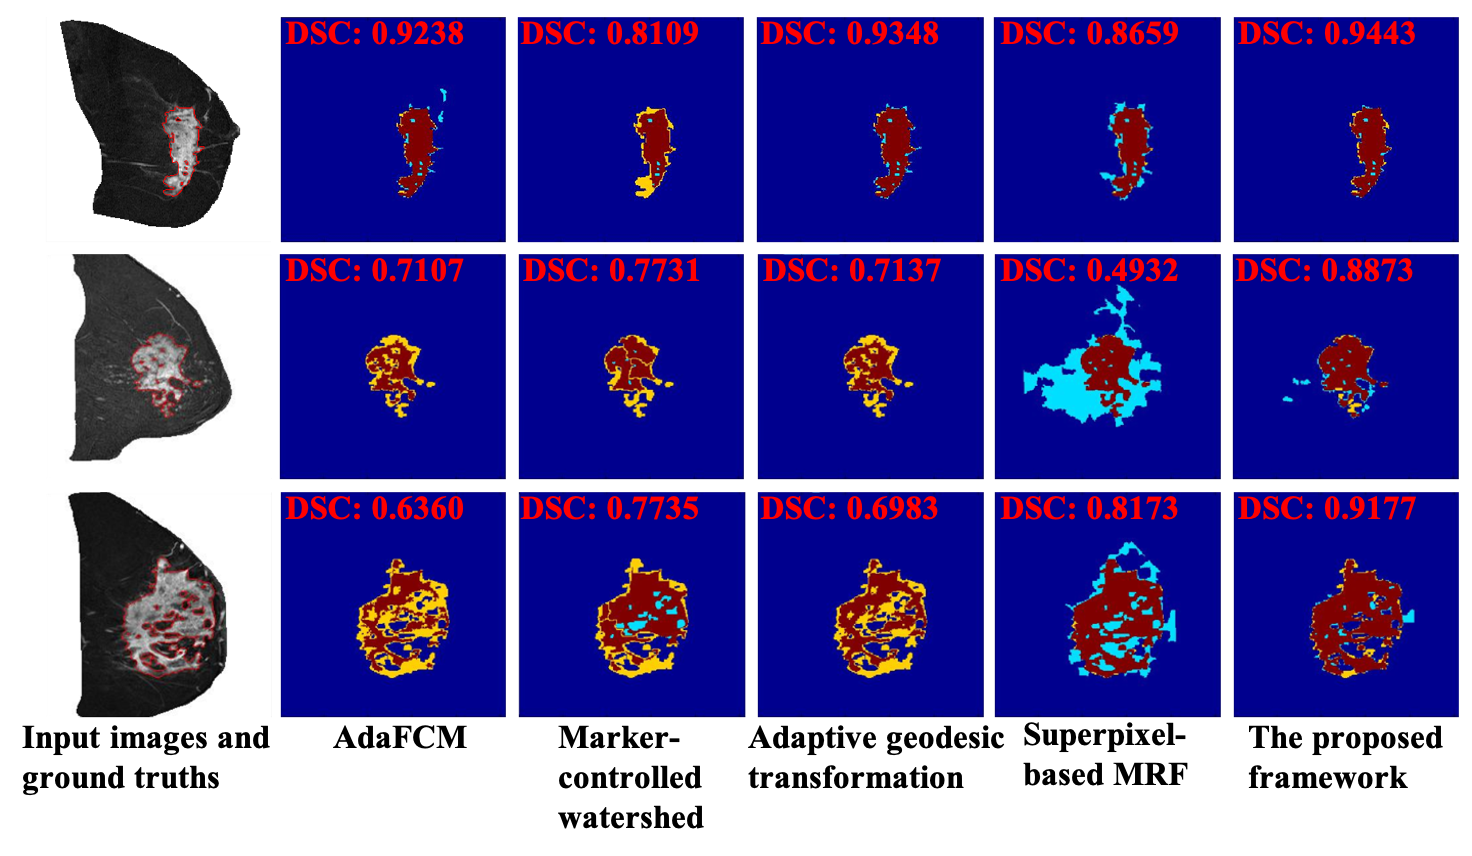 DSC: 0.9238
DSC: 0.8109
DSC: 0.9348
DSC: 0.8659
DSC: 0.9443
DSC: 0.7107
DSC: 0.7731
DSC: 0.7137
DSC: 0.4932
DSC: 0.8873
DSC: 0.6360
DSC: 0.7735
DSC: 0.6983
DSC: 0.8173
DSC: 0.9177
Input images and
ground truths
AdaFCM
Marker-
controlled
watershed
Adaptive geodesic
transformation
Superpixel-
based MRF
The proposed
framework